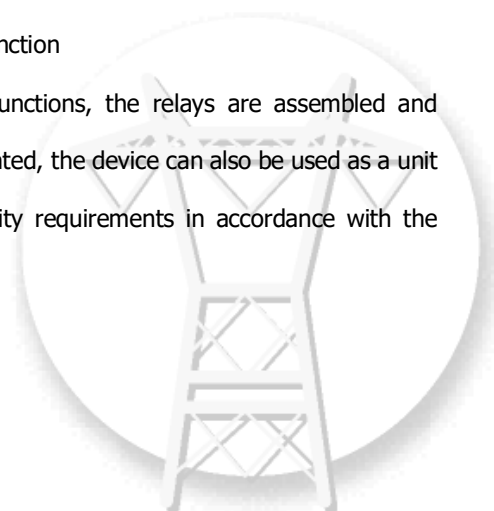 nction
unctions, the relays are assembled and
ted, the device can also be used as a unit
ity requirements in accordance with the